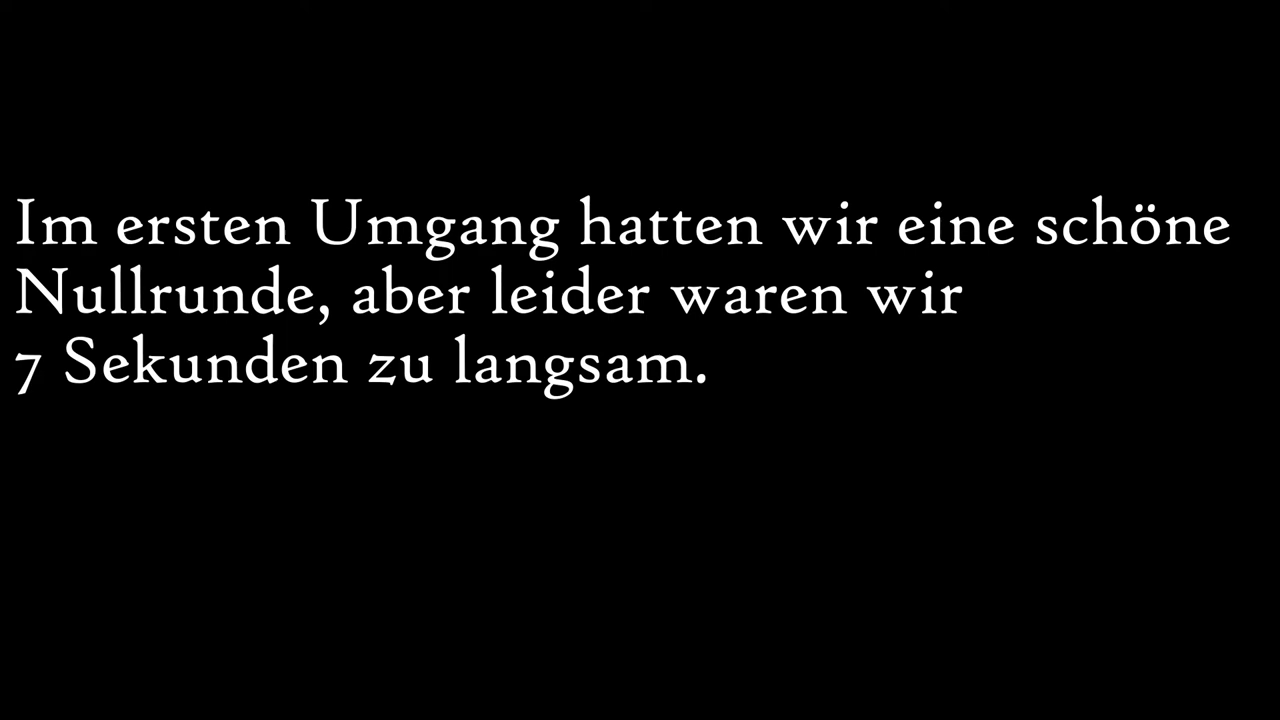 Im ersten Umgang hatten wir eine schöne
Nullrunde, aber leider waren wir
7 Sekunden zu langsam.